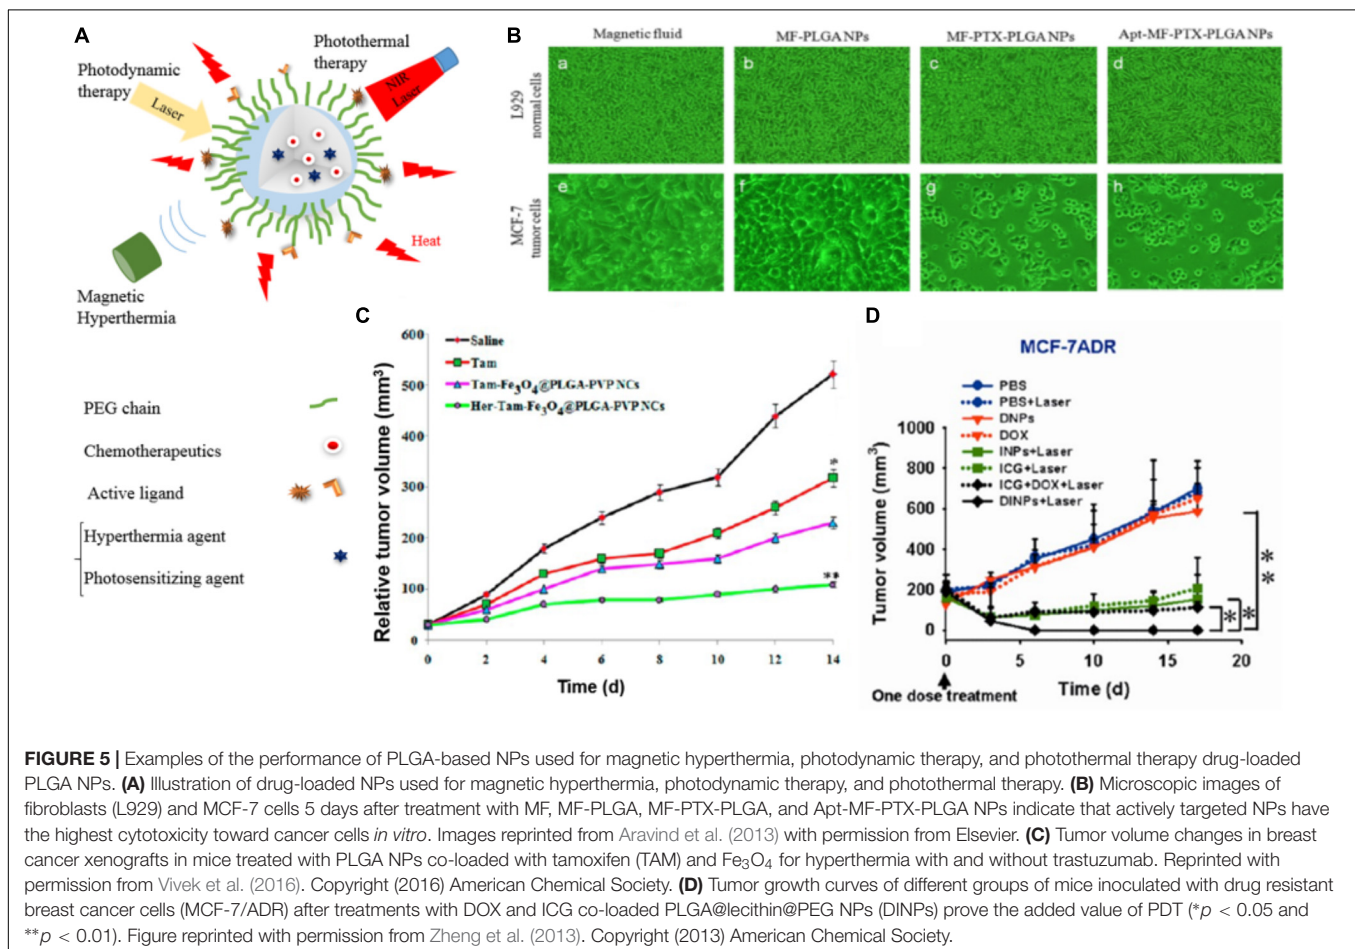 A
Photodynamic
therapy
Laser
Photothermal
therapy
NIR
Laser
Heat
Magnetic
Hyperthermia
PEG chain
Chemotherapeutics
Active ligand
Hyperthermia agent
Photosensitizing agent
B
Magnetic fluid
MF-PLGA NPs
MF-PTX-PLGA NPs
Apt-MF-PTX-PLGA NPs
L929
normal cells
a
b
c
d
MCF-7
tumor cells
e
f
g
h
C
Relative tumor volume (mm³)
600
500
400
300
200
100
0
Saline
Tam
Tam-Fe₃O₄@PLGA-PVP NCs
Her-Tam-Fe₃O₄@PLGA-PVP NCs
*
**
0 2 4 6 8 10 12 14
Time (d)
D
MCF-7ADR
PBS
PBS+Laser
DNPs
DOX
INPs+Laser
ICG+Laser
ICG+DOX+Laser
DINPs+Laser
Tumor volume (mm³)
1000
800
600
400
200
0
* * **
0 5 10 15 20
One dose treatment
Time (d)
FIGURE 5 | Examples of the performance of PLGA-based NPs used for magnetic hyperthermia, photodynamic therapy, and photothermal therapy drug-loaded
PLGA NPs. (A) Illustration of drug-loaded NPs used for magnetic hyperthermia, photodynamic therapy, and photothermal therapy. (B) Microscopic images of
fibroblasts (L929) and MCF-7 cells 5 days after treatment with MF, MF-PLGA, MF-PTX-PLGA, and Apt-MF-PTX-PLGA NPs indicate that actively targeted NPs have
the highest cytotoxicity toward cancer cells in vitro. Images reprinted from Aravind et al. (2013) with permission from Elsevier. (C) Tumor volume changes in breast
cancer xenografts in mice treated with PLGA NPs co-loaded with tamoxifen (TAM) and Fe₃O₄ for hyperthermia with and without trastuzumab. Reprinted with
permission from Vivek et al. (2016). Copyright (2016) American Chemical Society. (D) Tumor growth curves of different groups of mice inoculated with drug resistant
breast cancer cells (MCF-7/ADR) after treatments with DOX and ICG co-loaded PLGA@lecithin@PEG NPs (DINPs) prove the added value of PDT (*p < 0.05 and
**p < 0.01). Figure reprinted with permission from Zheng et al. (2013). Copyright (2013) American Chemical Society.